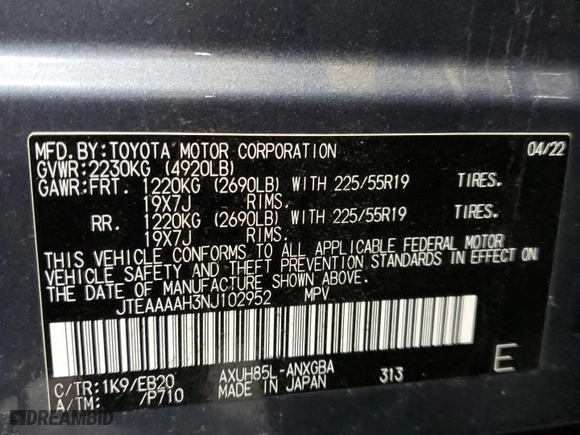 MFD.BY:TOYOTA MOTOR CORPORATION 04/22
GVWR:2230KG (4920LB)
GAWR:FRT. 1220KG (2690LB) WITH 225/55R19 TIRES.
19X7J RIMS.
RR. 1220KG (2690LB) WITH 225/55R19 TIRES.
19X7J RIMS.
THIS VEHICLE CONFORMS TO ALL APPLICABLE FEDERAL MOTOR
VEHICLE SAFETY AND THEFT PREVENTION STANDARDS IN EFFECT ON
THE DATE OF MANUFACTURE SHOWN ABOVE.
JTEAAAAH3NJ102952 MPV
C/TR:1K9/EB20 AXUH85L-ANXGBA E
A/TM: /P710 MADE IN JAPAN 313
DREAMBID